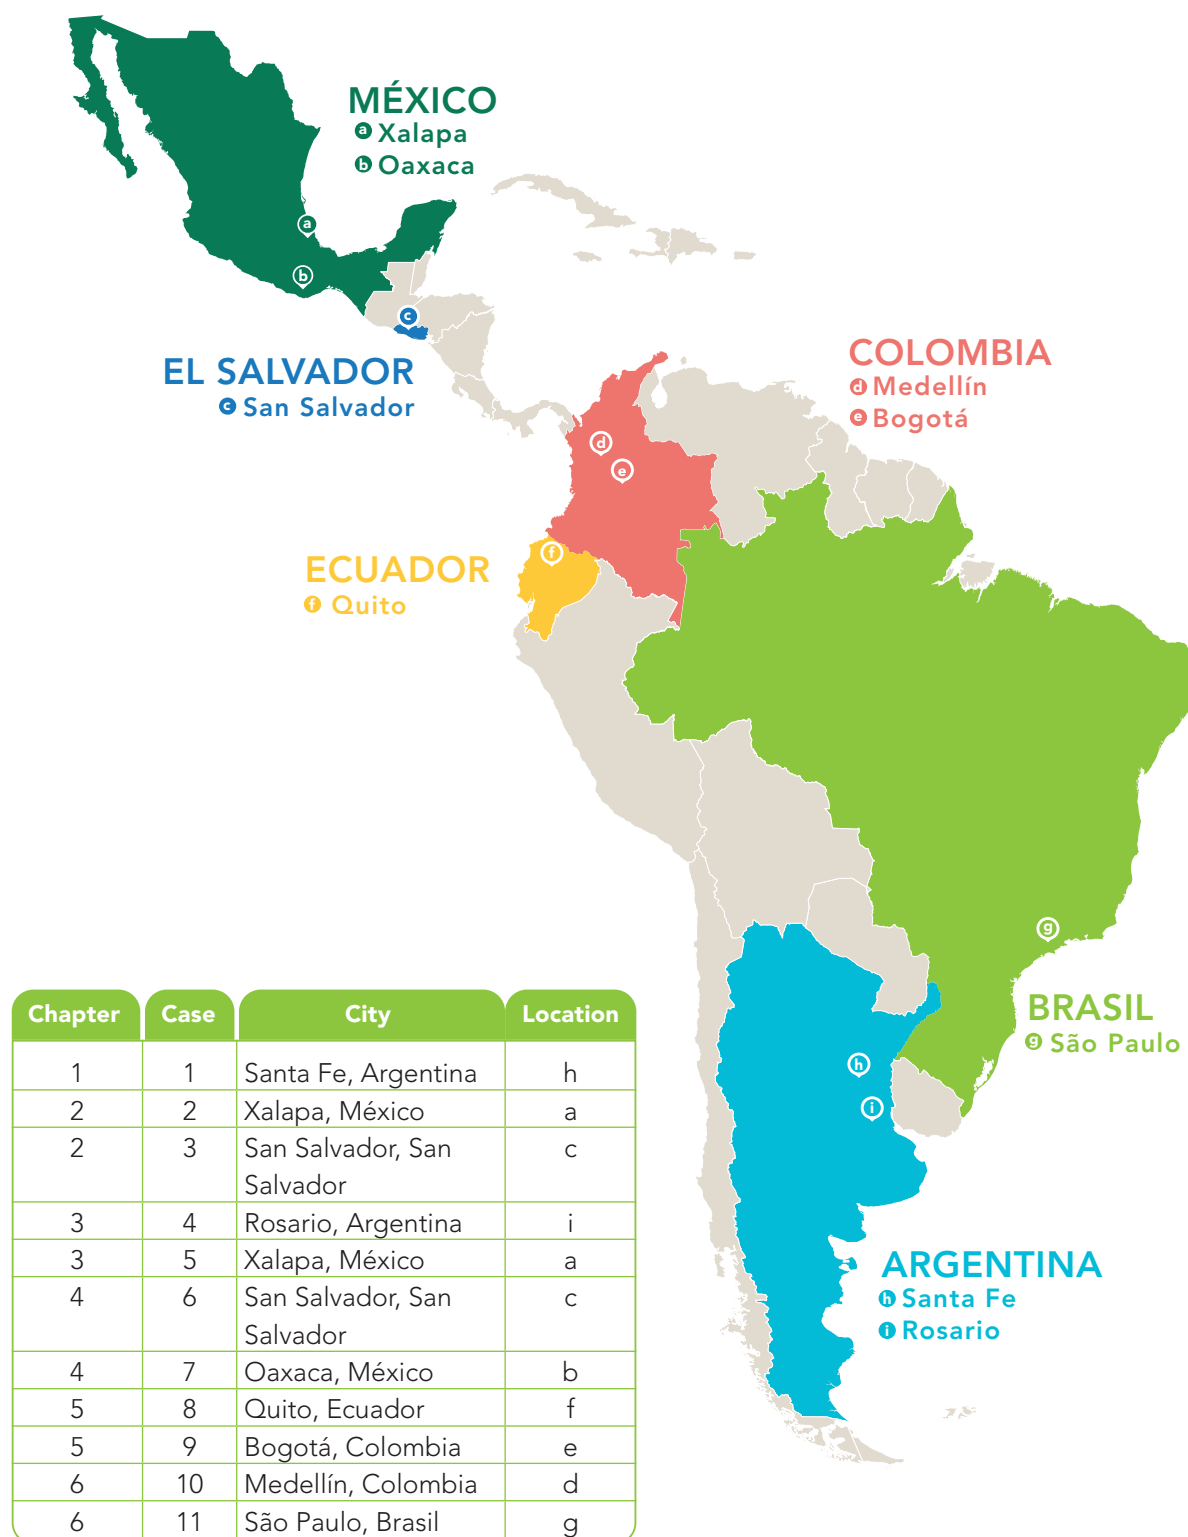 MÉXICO
a Xalapa
b Oaxaca
a
b
c
EL SALVADOR
c San Salvador
COLOMBIA
d Medellín
e Bogotá
d
e
f
ECUADOR
f Quito
g
BRASIL
g São Paulo
h
i
ARGENTINA
h Santa Fe
i Rosario
Chapter Case City Location
1 1 Santa Fe, Argentina h
2 2 Xalapa, México a
2 3 San Salvador, San c
Salvador
3 4 Rosario, Argentina i
3 5 Xalapa, México a
4 6 San Salvador, San c
Salvador
4 7 Oaxaca, México b
5 8 Quito, Ecuador f
5 9 Bogotá, Colombia e
6 10 Medellín, Colombia d
6 11 São Paulo, Brasil g